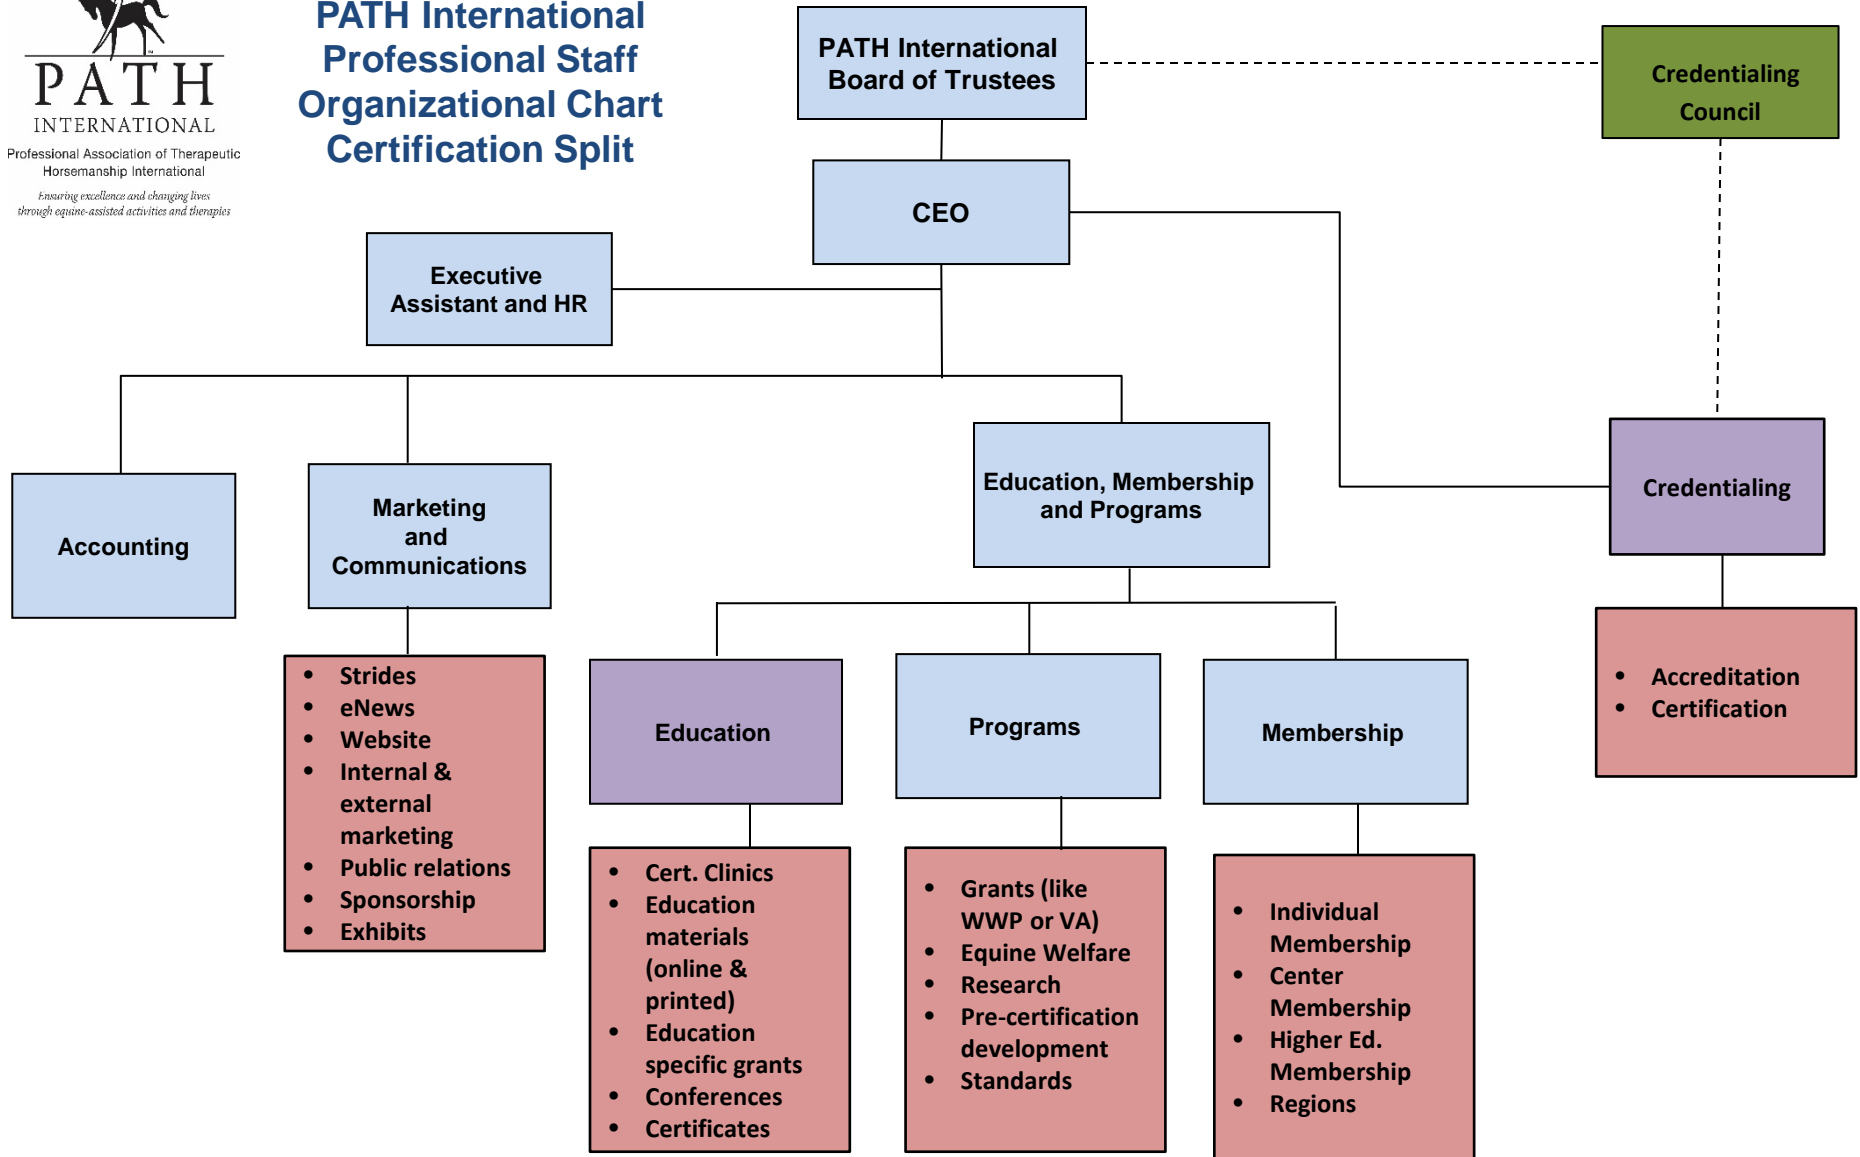 PATH
INTERNATIONAL
Professional Association of Therapeutic
Horsemanship International
Ensuring excellence and changing lives
through equine-assisted activities and therapies
PATH International
Professional Staff
Organizational Chart
Certification Split
PATH International
Board of Trustees
Credentialing
Council
CEO
Executive
Assistant and HR
Accounting
Marketing
and
Communications
Education, Membership
and Programs
Credentialing
• Strides
• eNews
• Website
• Internal &
external
marketing
• Public relations
• Sponsorship
• Exhibits
Education
Programs
Membership
• Accreditation
• Certification
• Cert. Clinics
• Education
materials
(online &
printed)
• Education
specific grants
• Conferences
• Certificates
• Grants (like
WWP or VA)
• Equine Welfare
• Research
• Pre-certification
development
• Standards
• Individual
Membership
• Center
Membership
• Higher Ed.
Membership
• Regions